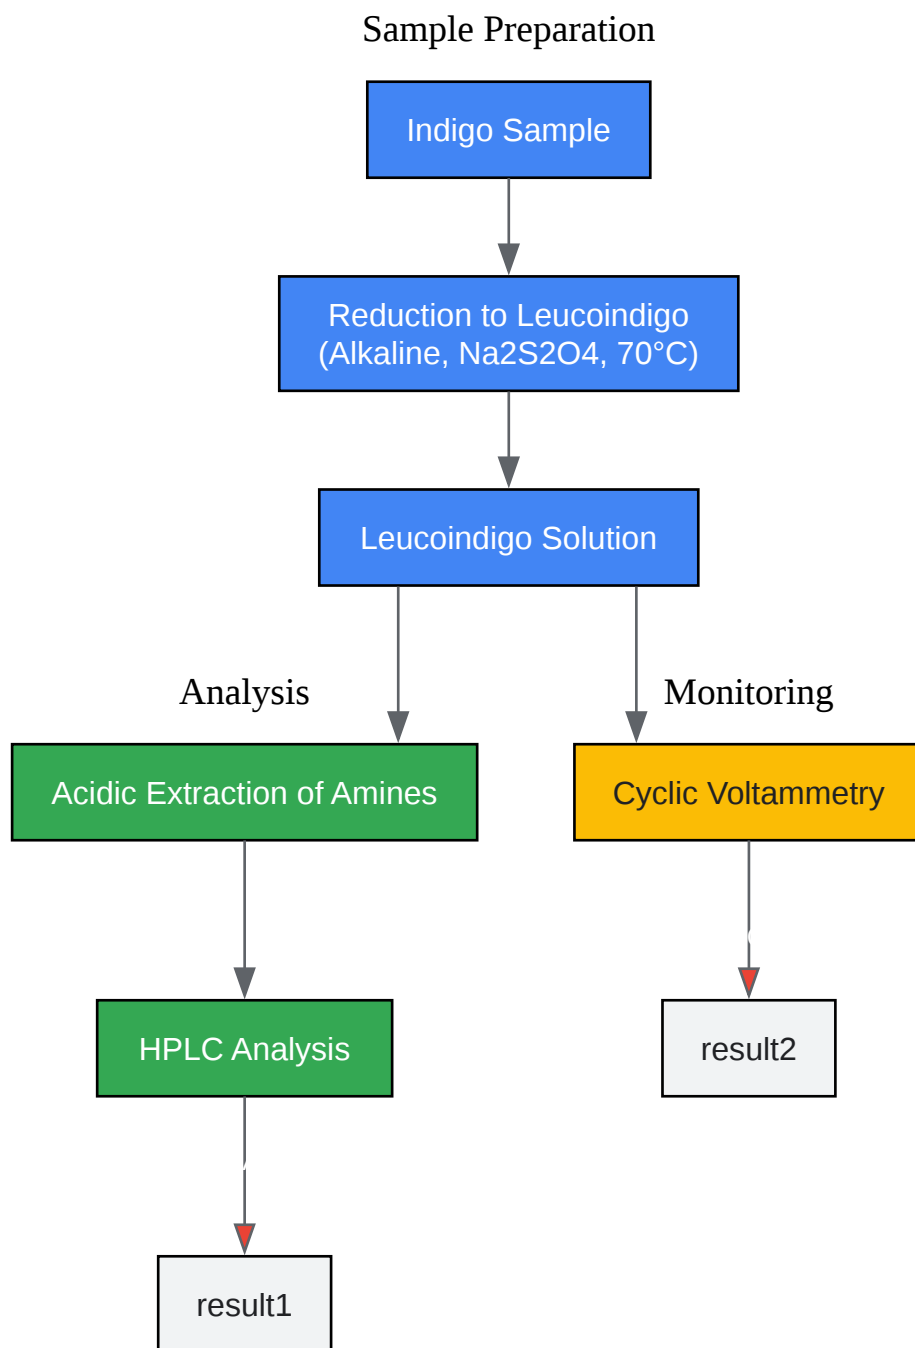 Sample Preparation
Indigo Sample
Reduction to Leucoindigo
(Alkaline, Na2S2O4, 70°C)
Leucoindigo Solution
Analysis
Monitoring
Acidic Extraction of Amines
Cyclic Voltammetry
HPLC Analysis
result2
result1